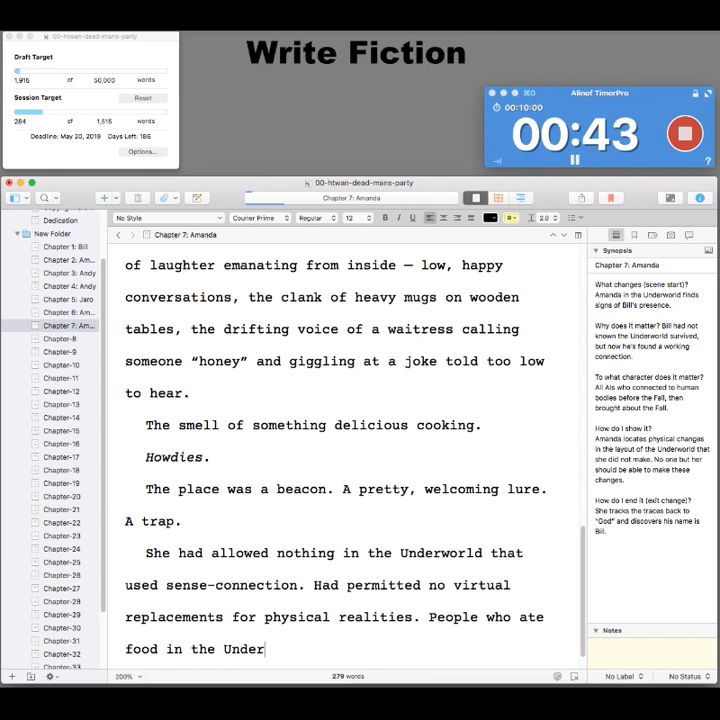 00-htwan-dead-mans-party
Draft Target
1,915 of 50,000 words
Session Target
Reset
284 of 1,515 words
Deadline: May 20, 2019 Days Left: 186
Options...
Write Fiction
⌘0 Alinof TimerPro
00:10:00
00:43
?
00-htwan-dead-mans-party
Chapter 7: Amanda
No Style
Courier Prime
Regular
12
B I U
a
2.0
Chapter 7: Amanda
Dedication
New Folder
Chapter 1: Bill
Chapter 2: Am...
Chapter 3: Andy
Chapter 4: Andy
Chapter 5: Jaro
Chapter 6: Am...
Chapter 7: Am...
Chapter-8
Chapter-9
Chapter-10
Chapter-11
Chapter-12
Chapter-13
Chapter-14
Chapter-15
Chapter-16
Chapter-17
Chapter-18
Chapter-19
Chapter-20
Chapter-21
Chapter-22
Chapter-23
Chapter-24
Chapter-25
Chapter-26
Chapter-27
Chapter-28
Chapter-29
Chapter-30
Chapter-31
Chapter-32
Chapter-33
of laughter emanating from inside — low, happy
conversations, the clank of heavy mugs on wooden
tables, the drifting voice of a waitress calling
someone “honey” and giggling at a joke told too low
to hear.
The smell of something delicious cooking.
Howdies.
The place was a beacon. A pretty, welcoming lure.
A trap.
She had allowed nothing in the Underworld that
used sense-connection. Had permitted no virtual
replacements for physical realities. People who ate
food in the Under
200%
279 words
Synopsis
Chapter 7: Amanda
What changes (scene start)?
Amanda in the Underworld finds
signs of Bill's presence.
Why does it matter? Bill had not
known the Underworld survived,
but now he's found a working
connection.
To what character does it matter?
All AIs who connected to human
bodies before the Fall, then
brought about the Fall.
How do I show it?
Amanda locates physical changes
in the layout of the Underworld that
she did not make. No one but her
should be able to make these
changes.
How do I end it (exit change)?
She tracks the traces back to
“God” and discovers his name is
Bill.
Notes
No Label
No Status